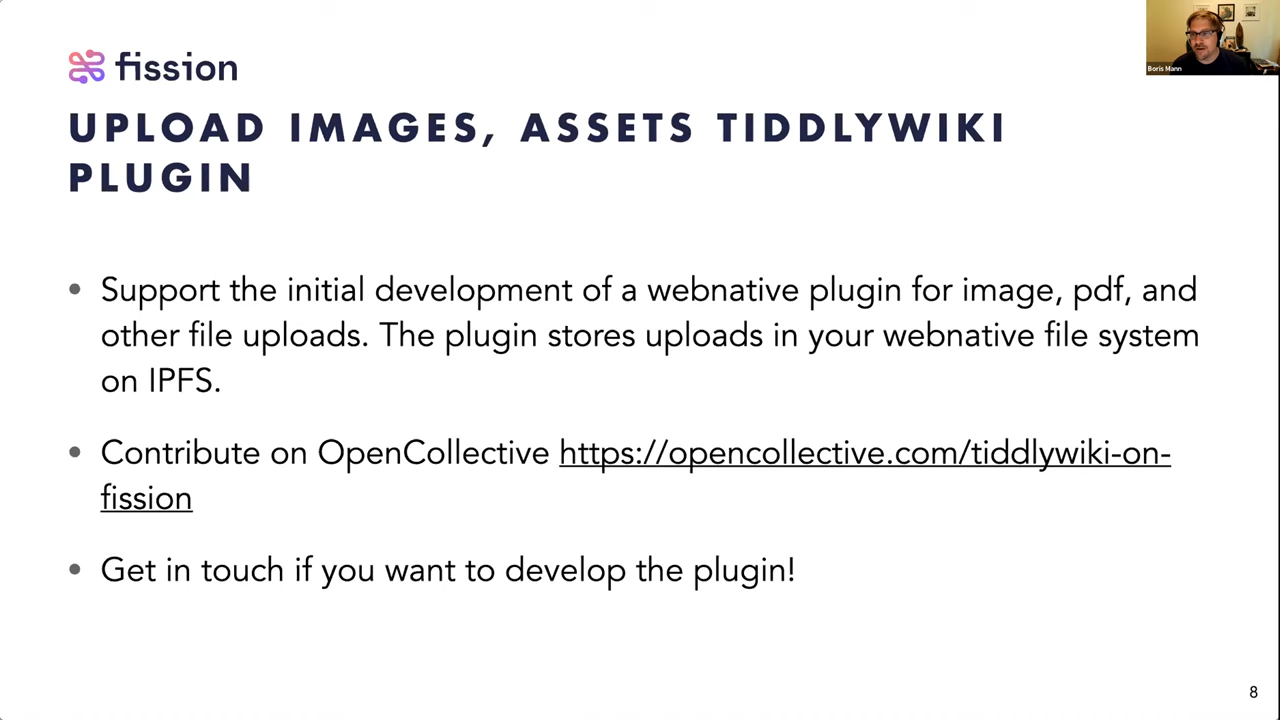 fission
Boris Mann
UPLOAD IMAGES, ASSETS TIDDLYWIKI
PLUGIN
• Support the initial development of a webnative plugin for image, pdf, and
other file uploads. The plugin stores uploads in your webnative file system
on IPFS.
• Contribute on OpenCollective https://opencollective.com/tiddlywiki-on-
fission
• Get in touch if you want to develop the plugin!
8